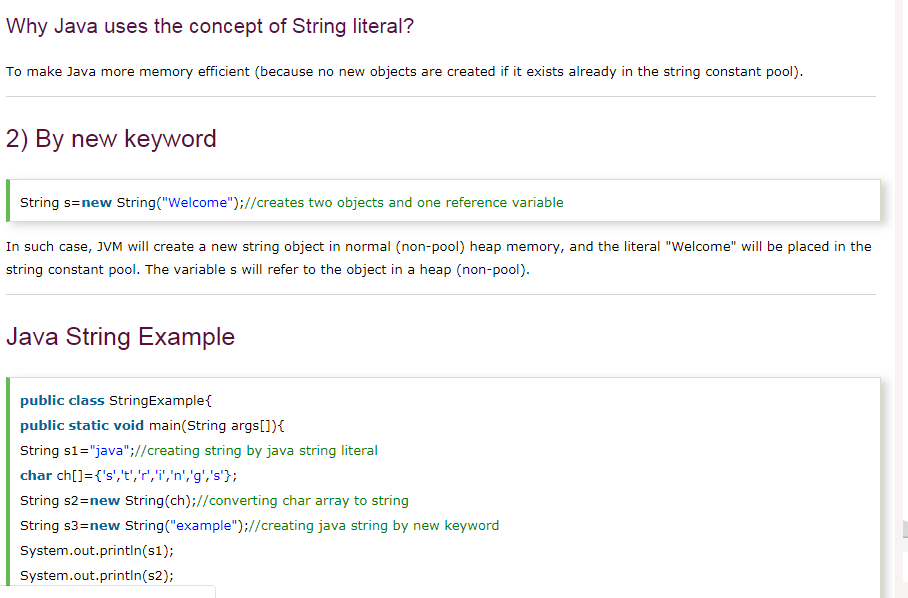 Why Java uses the concept of String literal?
To make Java more memory efficient (because no new objects are created if it exists already in the string constant pool).
2) By new keyword
String s=new String("Welcome");//creates two objects and one reference variable
In such case, JVM will create a new string object in normal (non-pool) heap memory, and the literal "Welcome" will be placed in the
string constant pool. The variable s will refer to the object in a heap (non-pool).
Java String Example
public class StringExample{
public static void main(String args[]){
String s1="java";//creating string by java string literal
char ch[]={'s','t','r','i','n','g','s'};
String s2=new String(ch);//converting char array to string
String s3=new String("example");//creating java string by new keyword
System.out.println(s1);
System.out.println(s2);